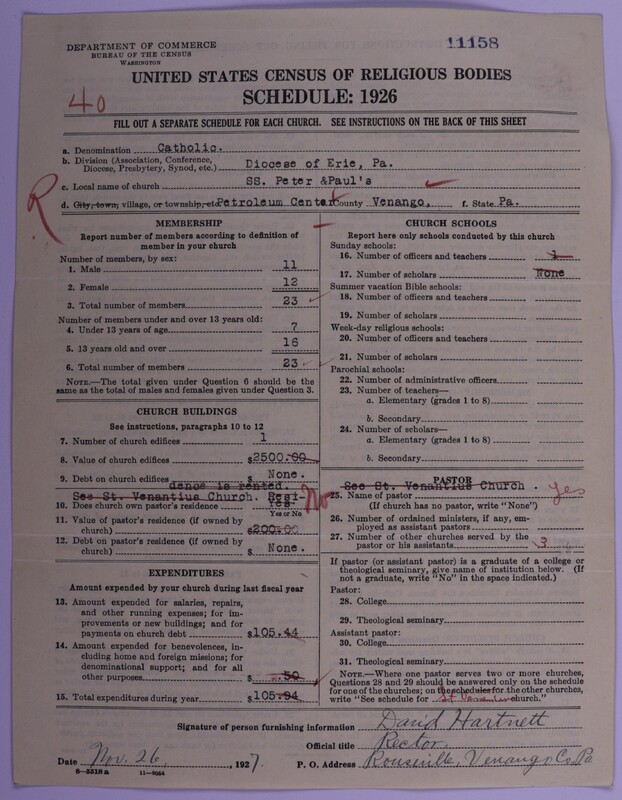 DEPARTMENT OF COMMERCE
BUREAU OF THE CENSUS
WASHINGTON
11158
UNITED STATES CENSUS OF RELIGIOUS BODIES
SCHEDULE: 1926
40
FILL OUT A SEPARATE SCHEDULE FOR EACH CHURCH. SEE INSTRUCTIONS ON THE BACK OF THIS SHEET
a. Denomination Catholic.
b. Division (Association, Conference, Diocese, Presbytery, Synod, etc.) Diocese of Erie, Pa.
c. Local name of church SS. Peter &Paul's
R
d. City, town, village, or township, etc Petroleum Center County Venango, f. State Pa.
MEMBERSHIP
Report number of members according to definition of
member in your church
Number of members, by sex:
1. Male 11
2. Female 12
3. Total number of members 23
Number of members under and over 13 years old:
4. Under 13 years of age 7
5. 13 years old and over 16
6. Total number of members 23
NOTE.—The total given under Question 6 should be the
same as the total of males and females given under Question 3.
CHURCH BUILDINGS
See instructions, paragraphs 10 to 12
7. Number of church edifices 1
8. Value of church edifices $2500.00
9. Debt on church edifices $ None.
dence is rented.
See St. Venantius Church. Resi-
10. Does church own pastor's residence Yes. No
Yes or No
11. Value of pastor's residence (if owned by
church) $200.00
12. Debt on pastor's residence (if owned by
church) $ None.
EXPENDITURES
Amount expended by your church during last fiscal year
13. Amount expended for salaries, repairs,
and other running expenses; for im-
provements or new buildings; and for
payments on church debt $105.44
14. Amount expended for benevolences, in-
cluding home and foreign missions; for
denominational support; and for all
other purposes $ .50
15. Total expenditures during year $105.94
CHURCH SCHOOLS
Report here only schools conducted by this church
Sunday schools:
16. Number of officers and teachers 1
17. Number of scholars None
Summer vacation Bible schools:
18. Number of officers and teachers
19. Number of scholars
Week-day religious schools:
20. Number of officers and teachers
21. Number of scholars
Parochial schools:
22. Number of administrative officers
23. Number of teachers—
a. Elementary (grades 1 to 8)
b. Secondary
24. Number of scholars—
a. Elementary (grades 1 to 8)
b. Secondary
PASTOR
See St. Venantius Church .
25. Name of pastor yes
(If church has no pastor, write "None")
26. Number of ordained ministers, if any, em-
ployed as assistant pastors
27. Number of other churches served by the
pastor or his assistants 3
If pastor (or assistant pastor) is a graduate of a college or
theological seminary, give name of institution below. (If
not a graduate, write "No" in the space indicated.)
Pastor:
28. College
29. Theological seminary
Assistant pastor:
30. College
31. Theological seminary
NOTE.—Where one pastor serves two or more churches,
Questions 28 and 29 should be answered only on the schedule
for one of the churches; on the schedules for the other churches,
write "See schedule for St Venantius church."
Signature of person furnishing information David Hartnett
Official title Rector
Date Nov. 26, , 1927. P. O. Address Rouseville, Venango Co, Pa
6—5518a 11—9064